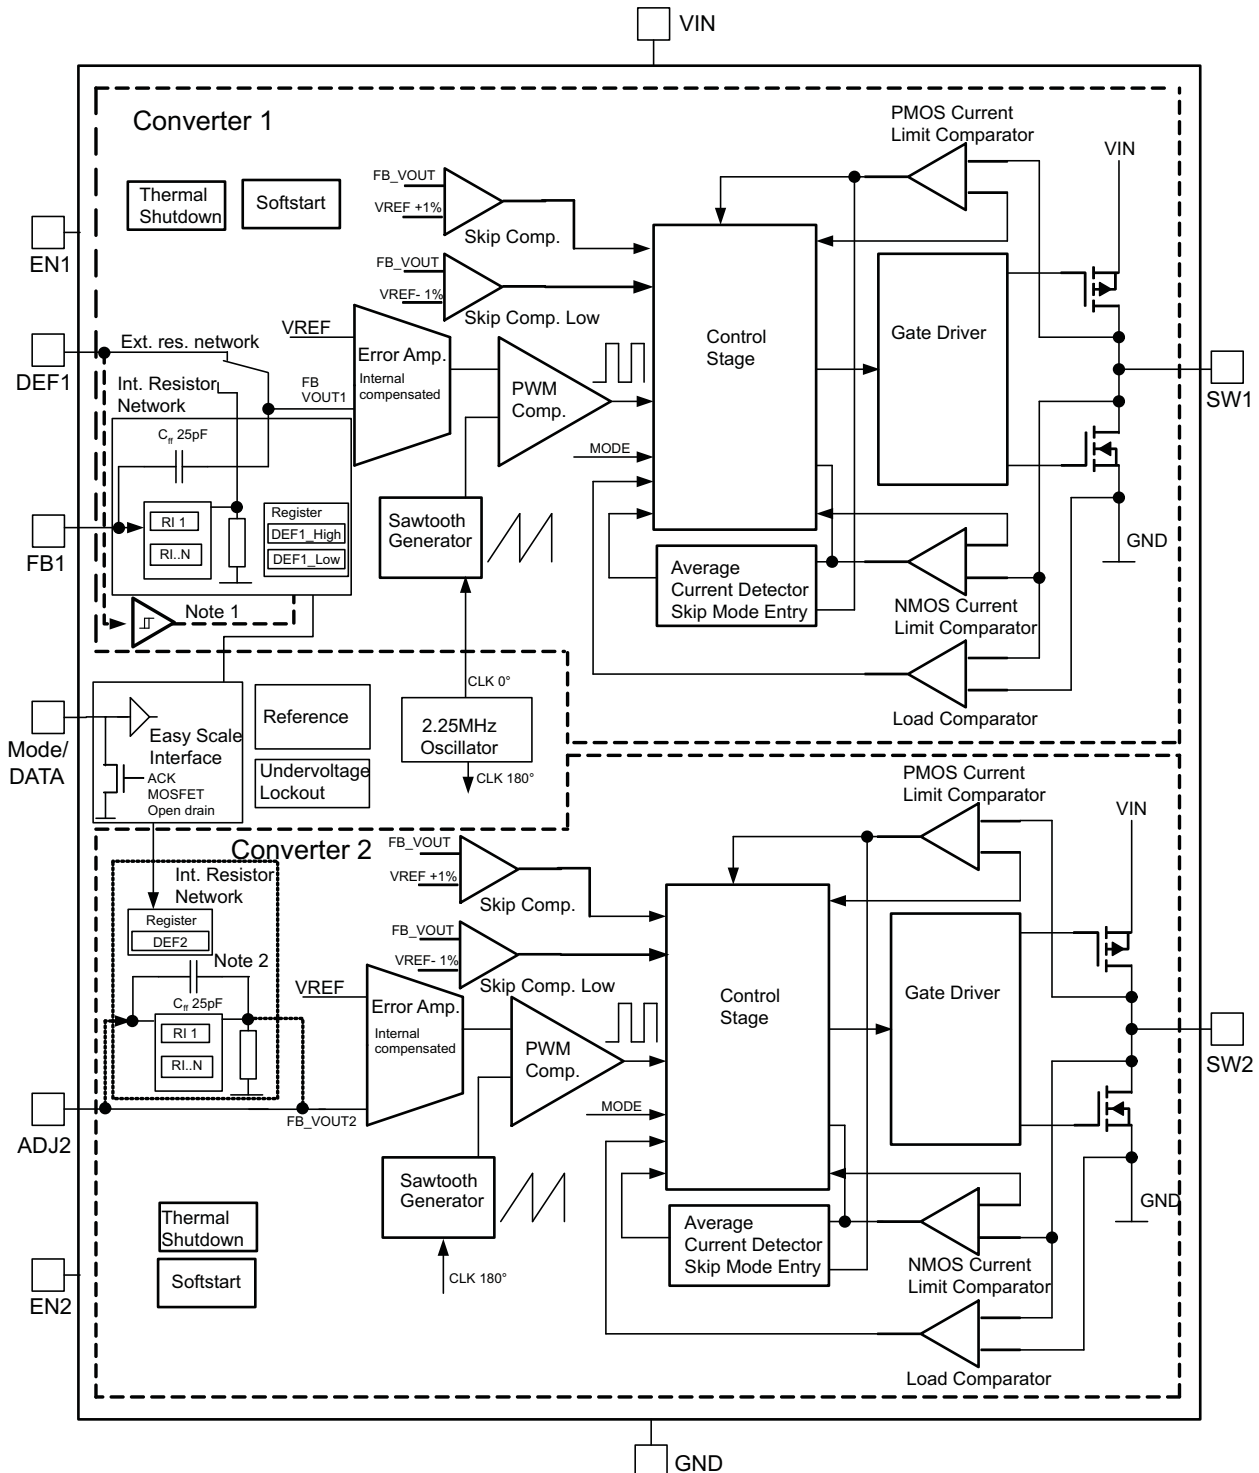 VIN
Converter 1
PMOS Current
Limit Comparator
VIN
Thermal
Shutdown
Softstart
FB_VOUT
VREF +1%
Skip Comp.
EN1
FB_VOUT
VREF- 1%
Skip Comp. Low
VREF
Ext. res. network
DEF1
Int. Resistor
Network
FB
VOUT1
Error Amp.
Internal
compensated
PWM
Comp.
Control
Stage
Gate Driver
SW1
Cff 25pF
MODE
RI 1
RI..N
Register
DEF1_High
DEF1_Low
FB1
Sawtooth
Generator
GND
Average
Current Detector
Skip Mode Entry
NMOS Current
Limit Comparator
Note 1
CLK 0°
Load Comparator
Mode/
DATA
Easy Scale
Interface
ACK
MOSFET
Open drain
Reference
Undervoltage
Lockout
2.25MHz
Oscillator
CLK 180°
PMOS Current
Limit Comparator
VIN
Converter 2
FB_VOUT
VREF +1%
Skip Comp.
Int. Resistor
Network
Register
DEF2
Note 2
FB_VOUT
VREF- 1%
Skip Comp. Low
VREF
Cff 25pF
RI 1
RI..N
Error Amp.
Internal
compensated
PWM
Comp.
Control
Stage
Gate Driver
SW2
ADJ2
FB_VOUT2
MODE
Sawtooth
Generator
GND
Thermal
Shutdown
Softstart
Average
Current Detector
Skip Mode Entry
NMOS Current
Limit Comparator
CLK 180°
EN2
Load Comparator
GND